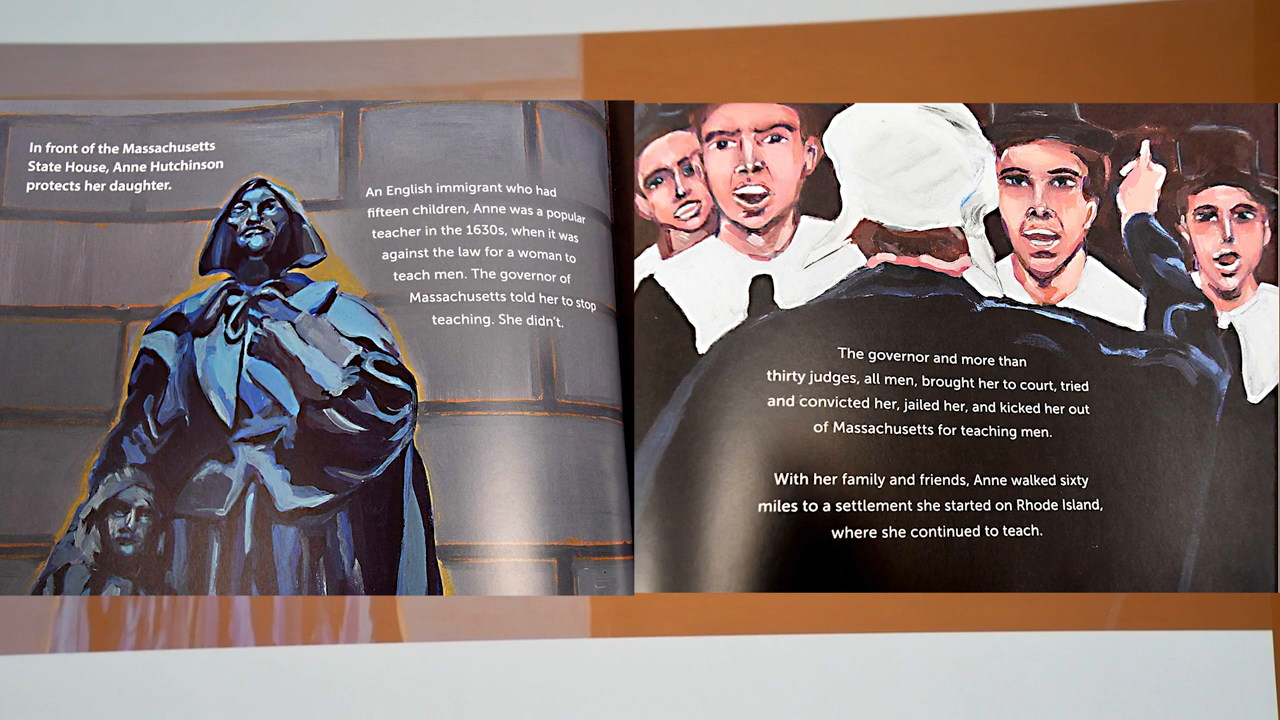 In front of the Massachusetts
State House, Anne Hutchinson
protects her daughter.
An English immigrant who had
fifteen children, Anne was a popular
teacher in the 1630s, when it was
against the law for a woman to
teach men. The governor of
Massachusetts told her to stop
teaching. She didn't.
The governor and more than
thirty judges, all men, brought her to court, tried
and convicted her, jailed her, and kicked her out
of Massachusetts for teaching men.
With her family and friends, Anne walked sixty
miles to a settlement she started on Rhode Island,
where she continued to teach.